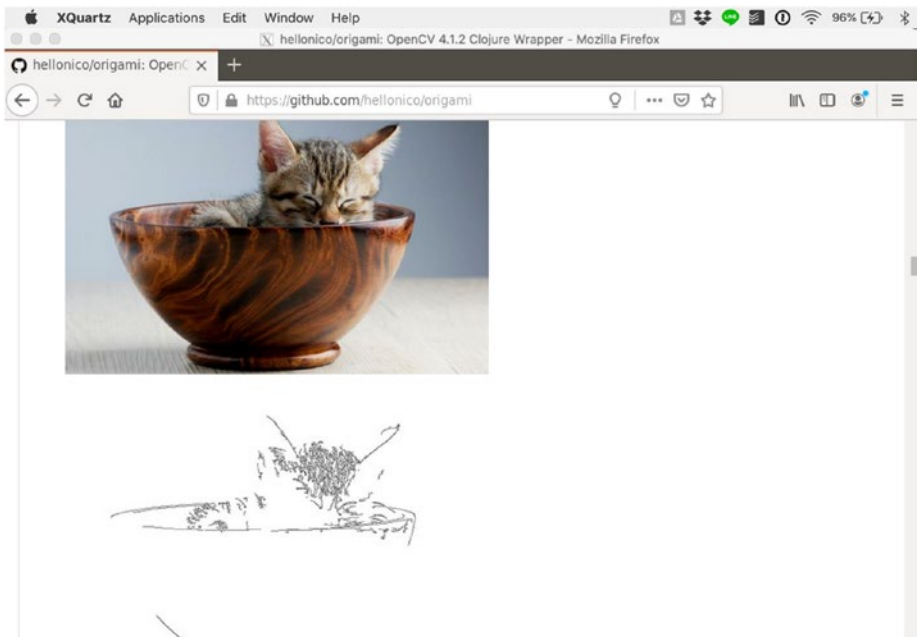 XQuartz Applications Edit Window Help
LINE
96%
hellonico/origami: OpenCV 4.1.2 Clojure Wrapper - Mozilla Firefox
hellonico/origami: OpenC
https://github.com/hellonico/origami